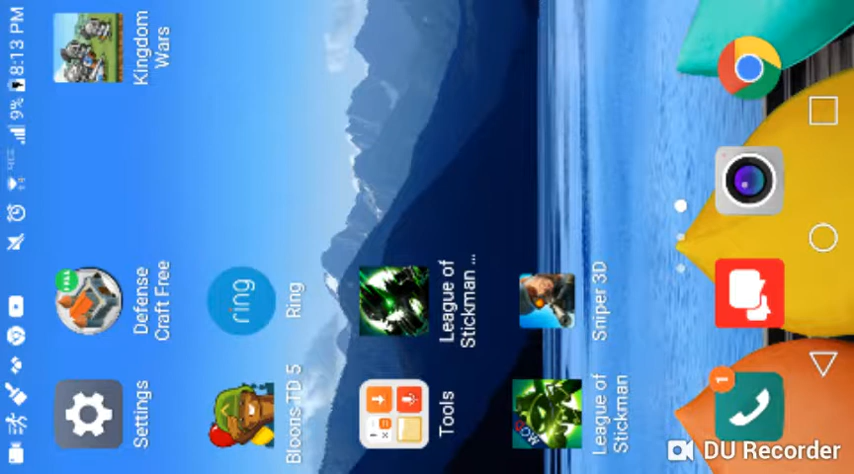 9% 8:13 PM
Settings
Defense
Craft Free
FREE
Kingdom
Wars
Bloons TD 5
ring
Ring
Tools
League of
Stickman ...
League of
Stickman
Sniper 3D
1
DU Recorder